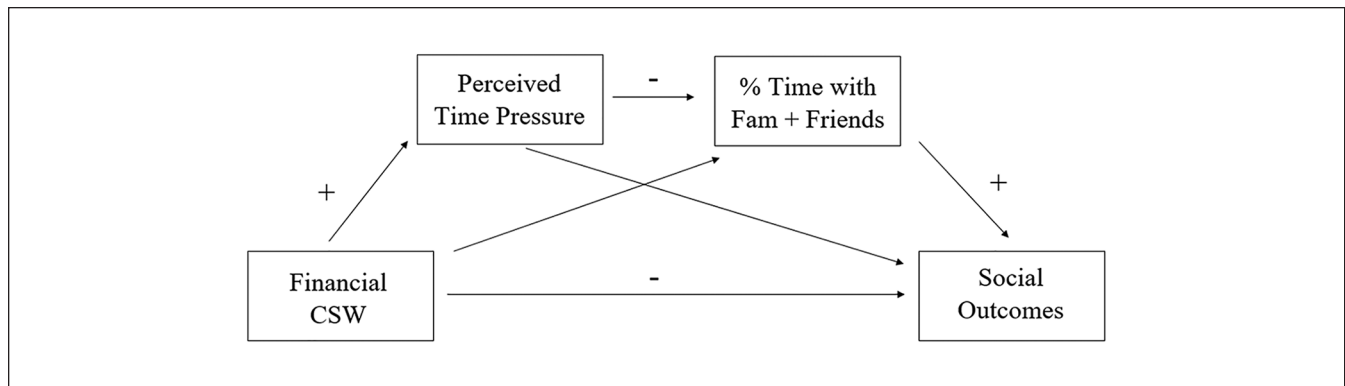 Perceived
Time Pressure
-
% Time with
Fam + Friends
+
+
Financial
CSW
-
Social
Outcomes